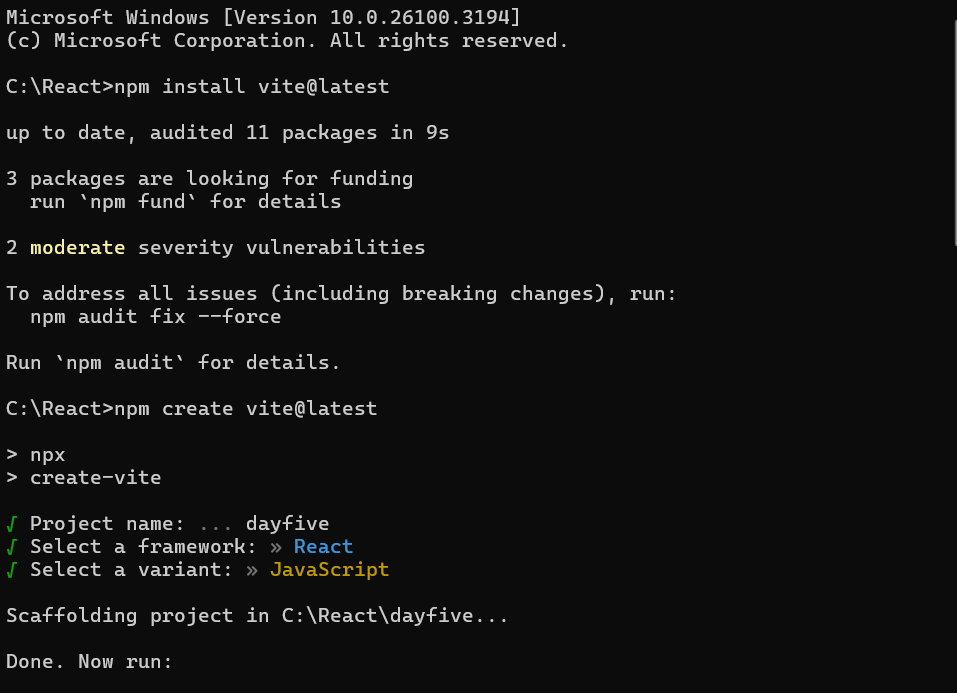 Microsoft Windows [Version 10.0.26100.3194]
(c) Microsoft Corporation. All rights reserved.
C:\React>npm install vite@latest
up to date, audited 11 packages in 9s
3 packages are looking for funding
  run `npm fund` for details
2 moderate severity vulnerabilities
To address all issues (including breaking changes), run:
  npm audit fix --force
Run `npm audit` for details.
C:\React>npm create vite@latest
> npx
> create-vite
√ Project name: ... dayfive
√ Select a framework: » React
√ Select a variant: » JavaScript
Scaffolding project in C:\React\dayfive...
Done. Now run: